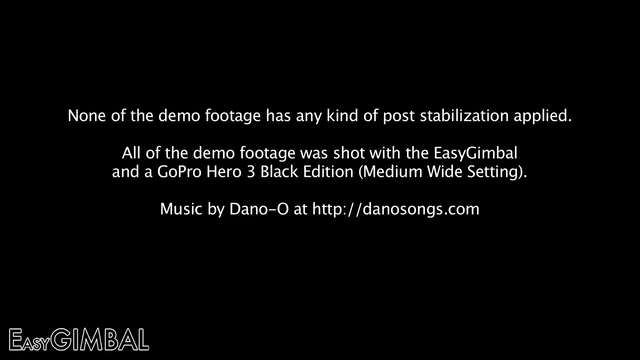 None of the demo footage has any kind of post stabilization applied.
All of the demo footage was shot with the EasyGimbal
and a GoPro Hero 3 Black Edition (Medium Wide Setting).
Music by Dano-O at http://danosongs.com
EASYGIMBAL